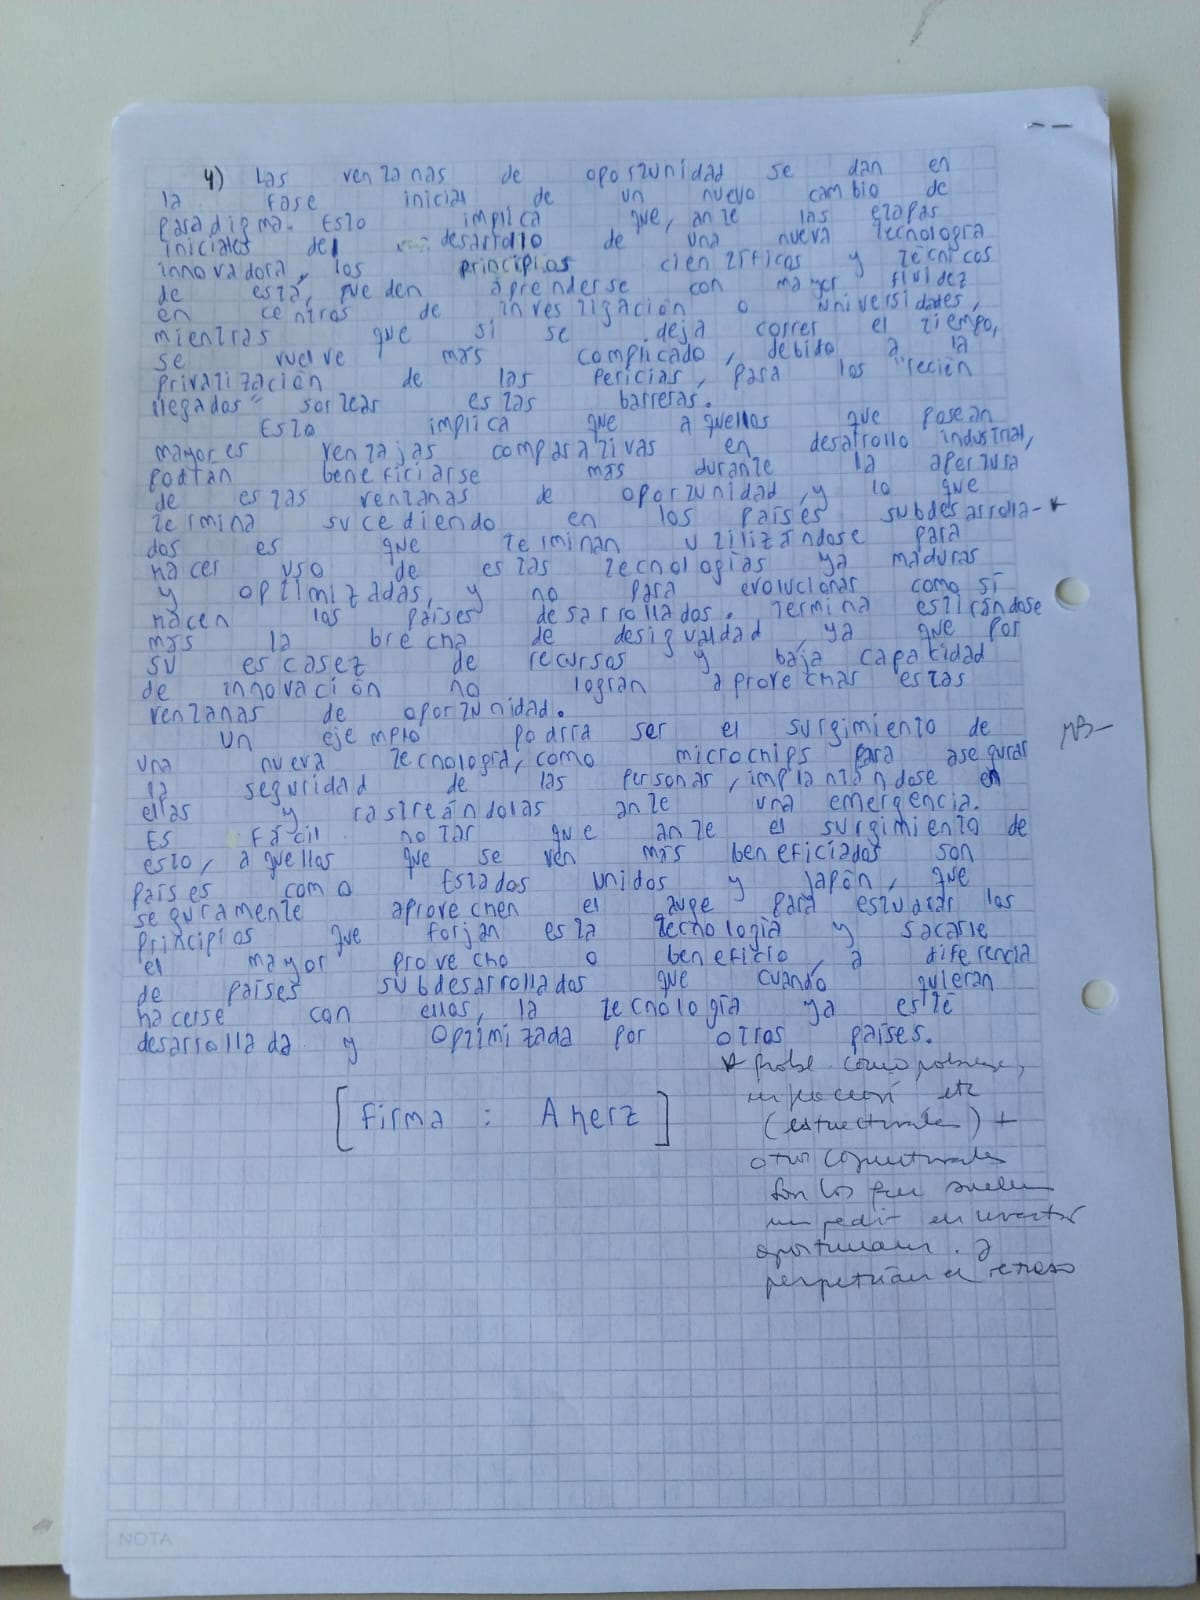 4) Las ventanas de oportunidad se dan en
la fase inicial de un nuevo cambio de
paradigma. Esto implica que, ante las etapas
iniciales del desarrollo de una nueva tecnología
innovadora, los principios científicos y técnicos
de esta, pueden aprenderse con mayor fluidez
en centros de investigación o universidades,
mientras que si se deja correr el tiempo,
se vuelve más complicado, debido a la
privatización de las pericias, para los "recién
llegados" sortear estas barreras.
Esto implica que aquellos que posean
mayores ventajas comparativas en desarrollo industrial,
podrán beneficiarse más durante la apertura
de estas ventanas de oportunidad, y lo que
termina sucediendo en los países subdesarrolla-*
dos es que terminan utilizándose para
hacer uso de estas tecnologías ya maduras
y optimizadas, y no para evolucionar como sí
hacen los países desarrollados. Termina estirándose
más la brecha de desigualdad, ya que por
su escasez de recursos y baja capacidad
de innovación no logran aprovechar estas
ventanas de oportunidad.
Un ejemplo podría ser el surgimiento de
una nueva tecnología, como microchips para asegurar
la seguridad de las personas, implantándose en
ellas y rastreándolas ante una emergencia.
Es fácil notar que ante el surgimiento de
esto, aquellos que se ven más beneficiados son
países como Estados Unidos y Japón, que
seguramente aprovechen el auge para estudiar los
principios que forjan esta tecnología y sacarle
el mayor provecho o beneficio, a diferencia
de países subdesarrollados que cuando quieran
hacerse con ellos, la tecnología ya esté
desarrollada y optimizada por otros países.
MB-
[Firma: Aherz]
* probl. como pobreza,
etc
(estructurales) +
otros coyunturales
son los que suelen
impedir
y
perpetúan el retraso
NOTA